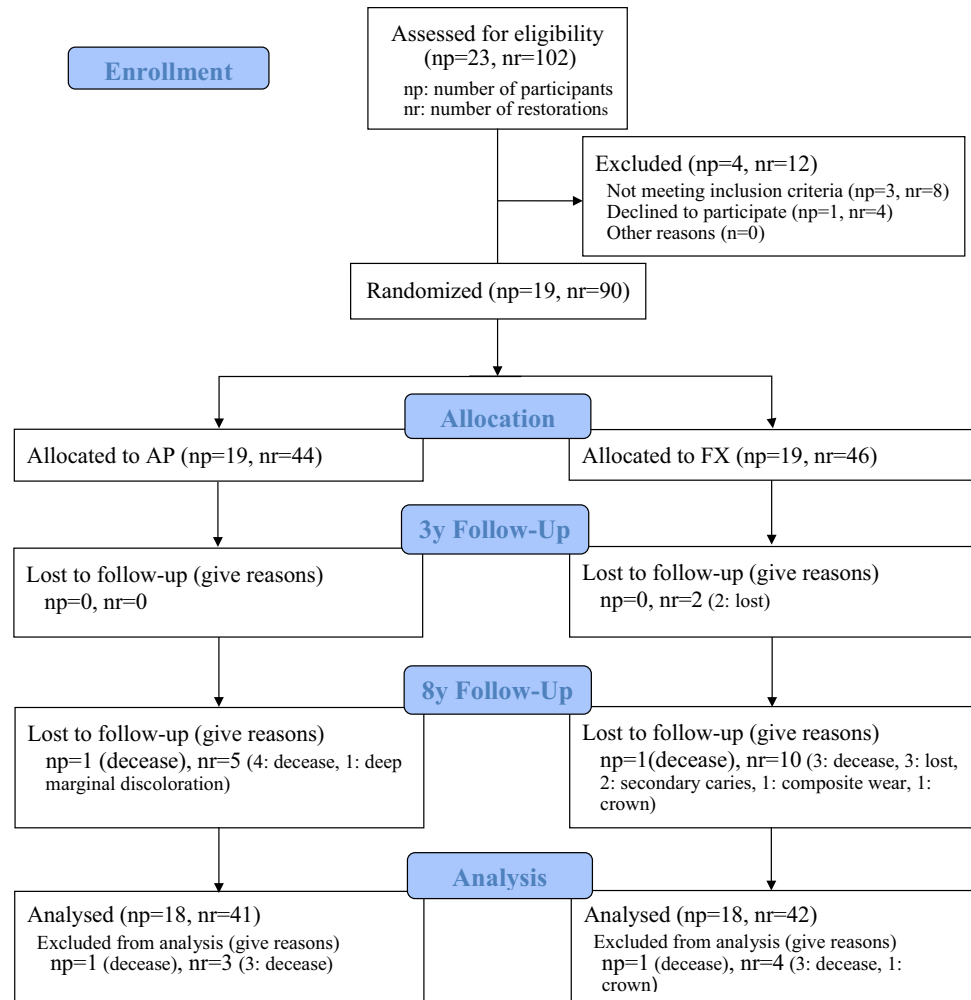 Assessed for eligibility
(np=23, nr=102)
np: number of participants
nr: number of restorations
Enrollment
Excluded (np=4, nr=12)
Not meeting inclusion criteria (np=3, nr=8)
Declined to participate (np=1, nr=4)
Other reasons (n=0)
Randomized (np=19, nr=90)
Allocation
Allocated to AP (np=19, nr=44)
Allocated to FX (np=19, nr=46)
3y Follow-Up
Lost to follow-up (give reasons)
np=0, nr=0
Lost to follow-up (give reasons)
np=0, nr=2 (2: lost)
8y Follow-Up
Lost to follow-up (give reasons)
np=1 (decease), nr=5 (4: decease, 1: deep
marginal discoloration)
Lost to follow-up (give reasons)
np=1(decease), nr=10 (3: decease, 3: lost,
2: secondary caries, 1: composite wear, 1:
crown)
Analysis
Analysed (np=18, nr=41)
Excluded from analysis (give reasons)
np=1 (decease), nr=3 (3: decease)
Analysed (np=18, nr=42)
Excluded from analysis (give reasons)
np=1 (decease), nr=4 (3: decease, 1:
crown)